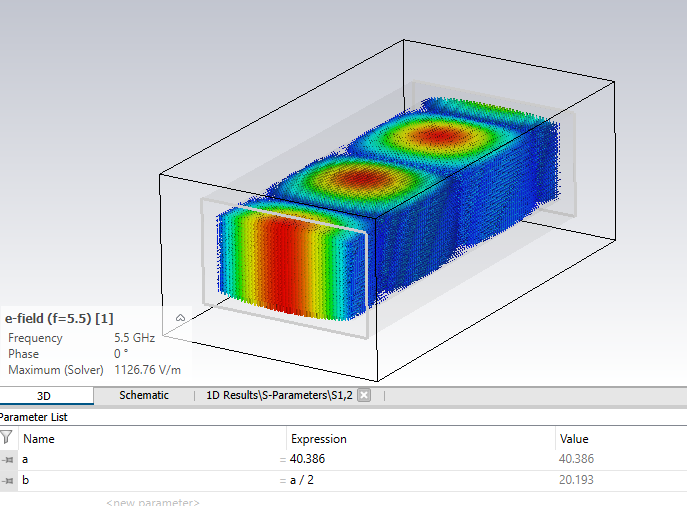 e-field (f=5.5) [1]
Frequency 5.5 GHz
Phase 0 °
Maximum (Solver) 1126.76 V/m
3D Schematic 1D Results\S-Parameters\S1,2
Parameter List
Name Expression Value
a = 40.386 40.386
b = a / 2 20.193
<new parameter>